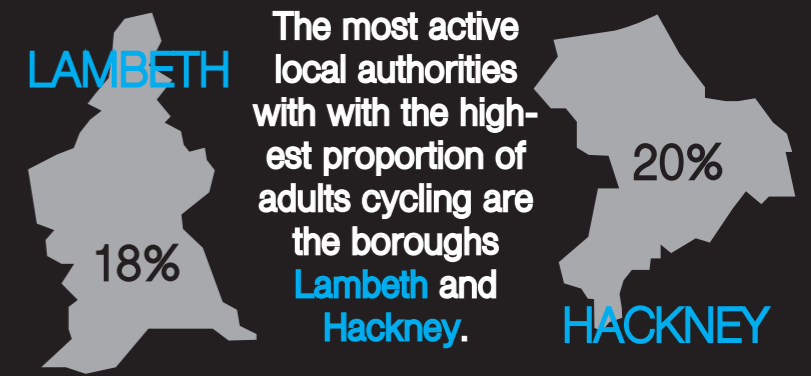 LAMBETH
18%
The most active
local authorities
with with the high-
est proportion of
adults cycling are
the boroughs
Lambeth and
Hackney.
20%
HACKNEY